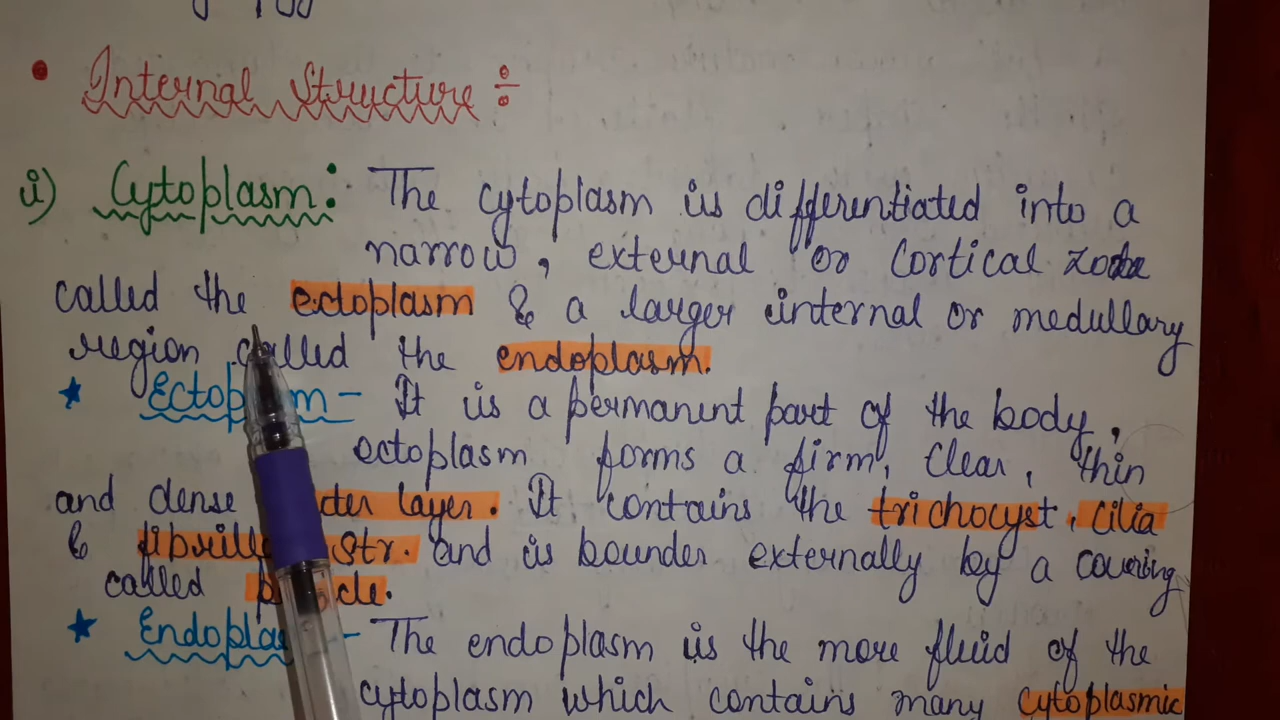 • Internal Structure ÷
i) Cytoplasm: The cytoplasm is differentiated into a
narrow, external or cortical
called the ectoplasm & a larger internal or medullary
region called the endoplasm.
★ Ectoplasm - It is a permanent part of the body,
ectoplasm forms a firm, clear, thin
and dense layer. It contains the trichocyst, cilia
& Str. and is bounder externally by a covering
called
★ Endoplasm - The endoplasm is the more fluid of the
cytoplasm which contains many cytoplasmic